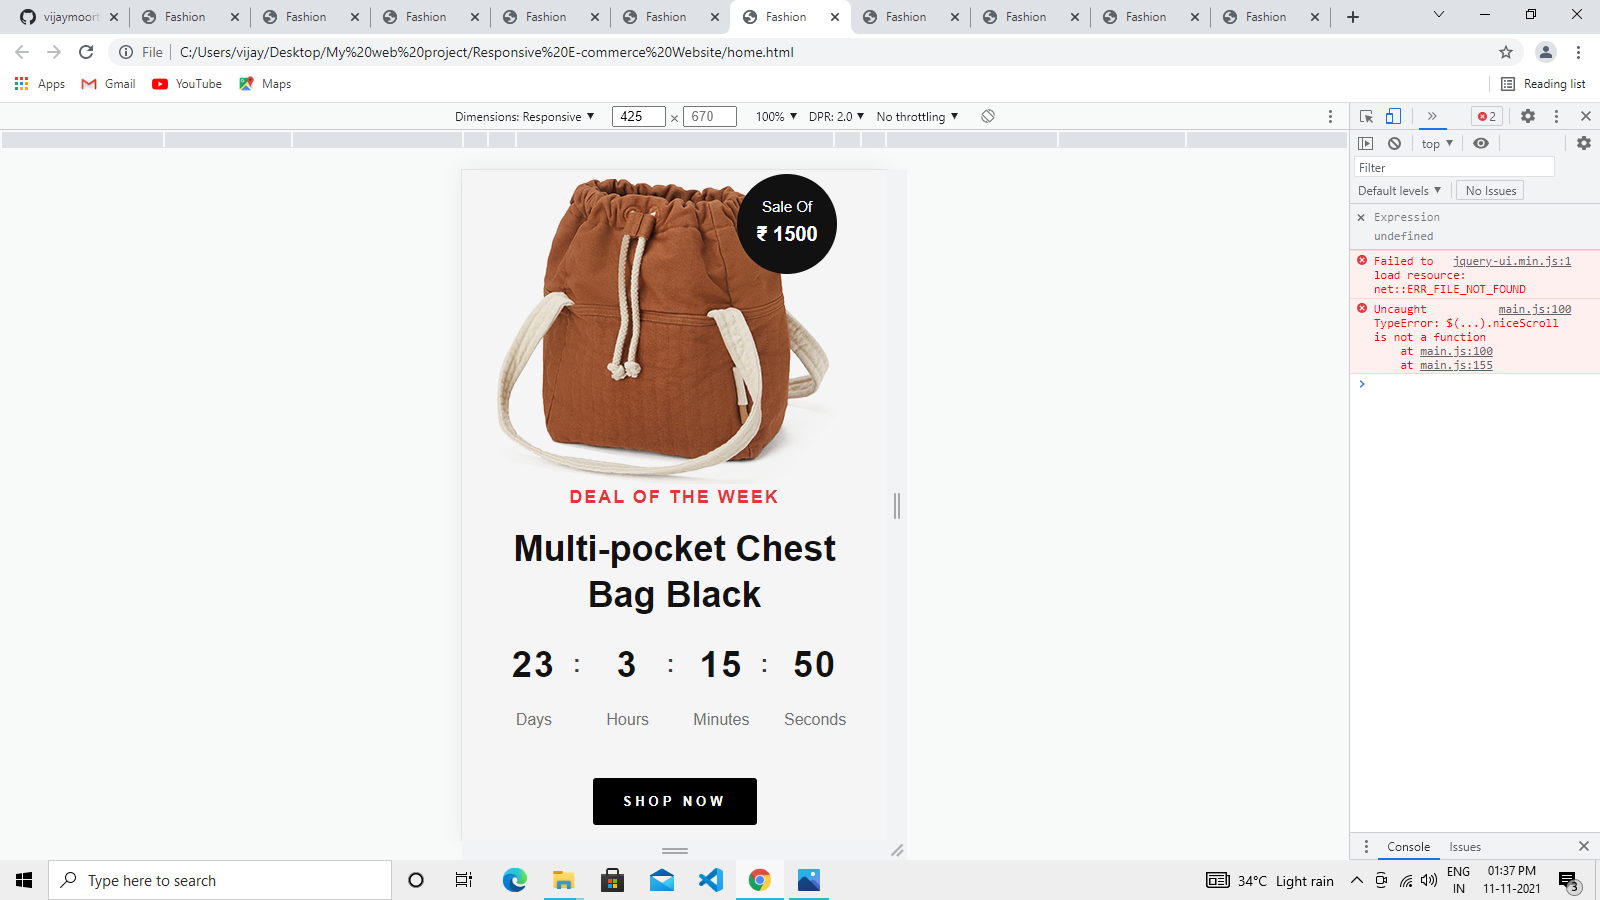 vijaymoort
Fashion
Fashion
Fashion
Fashion
Fashion
Fashion
Fashion
Fashion
Fashion
Fashion
File
C:/Users/vijay/Desktop/My%20web%20project/Responsive%20E-commerce%20Website/home.html
Apps
Gmail
YouTube
Maps
Reading list
Dimensions: Responsive
425
×
670
100%
DPR: 2.0
No throttling
2
top
Filter
Default levels
No Issues
Expression
undefined
Failed to jquery-ui.min.js:1
load resource:
net::ERR_FILE_NOT_FOUND
Uncaught main.js:100
TypeError: $(...).niceScroll
is not a function
at main.js:100
at main.js:155
Sale Of
₹ 1500
DEAL OF THE WEEK
Multi-pocket Chest
Bag Black
23 : 3 : 15 : 50
Days Hours Minutes Seconds
SHOP NOW
Console
Issues
Type here to search
34°C Light rain
ENG
IN
01:37 PM
11-11-2021
3